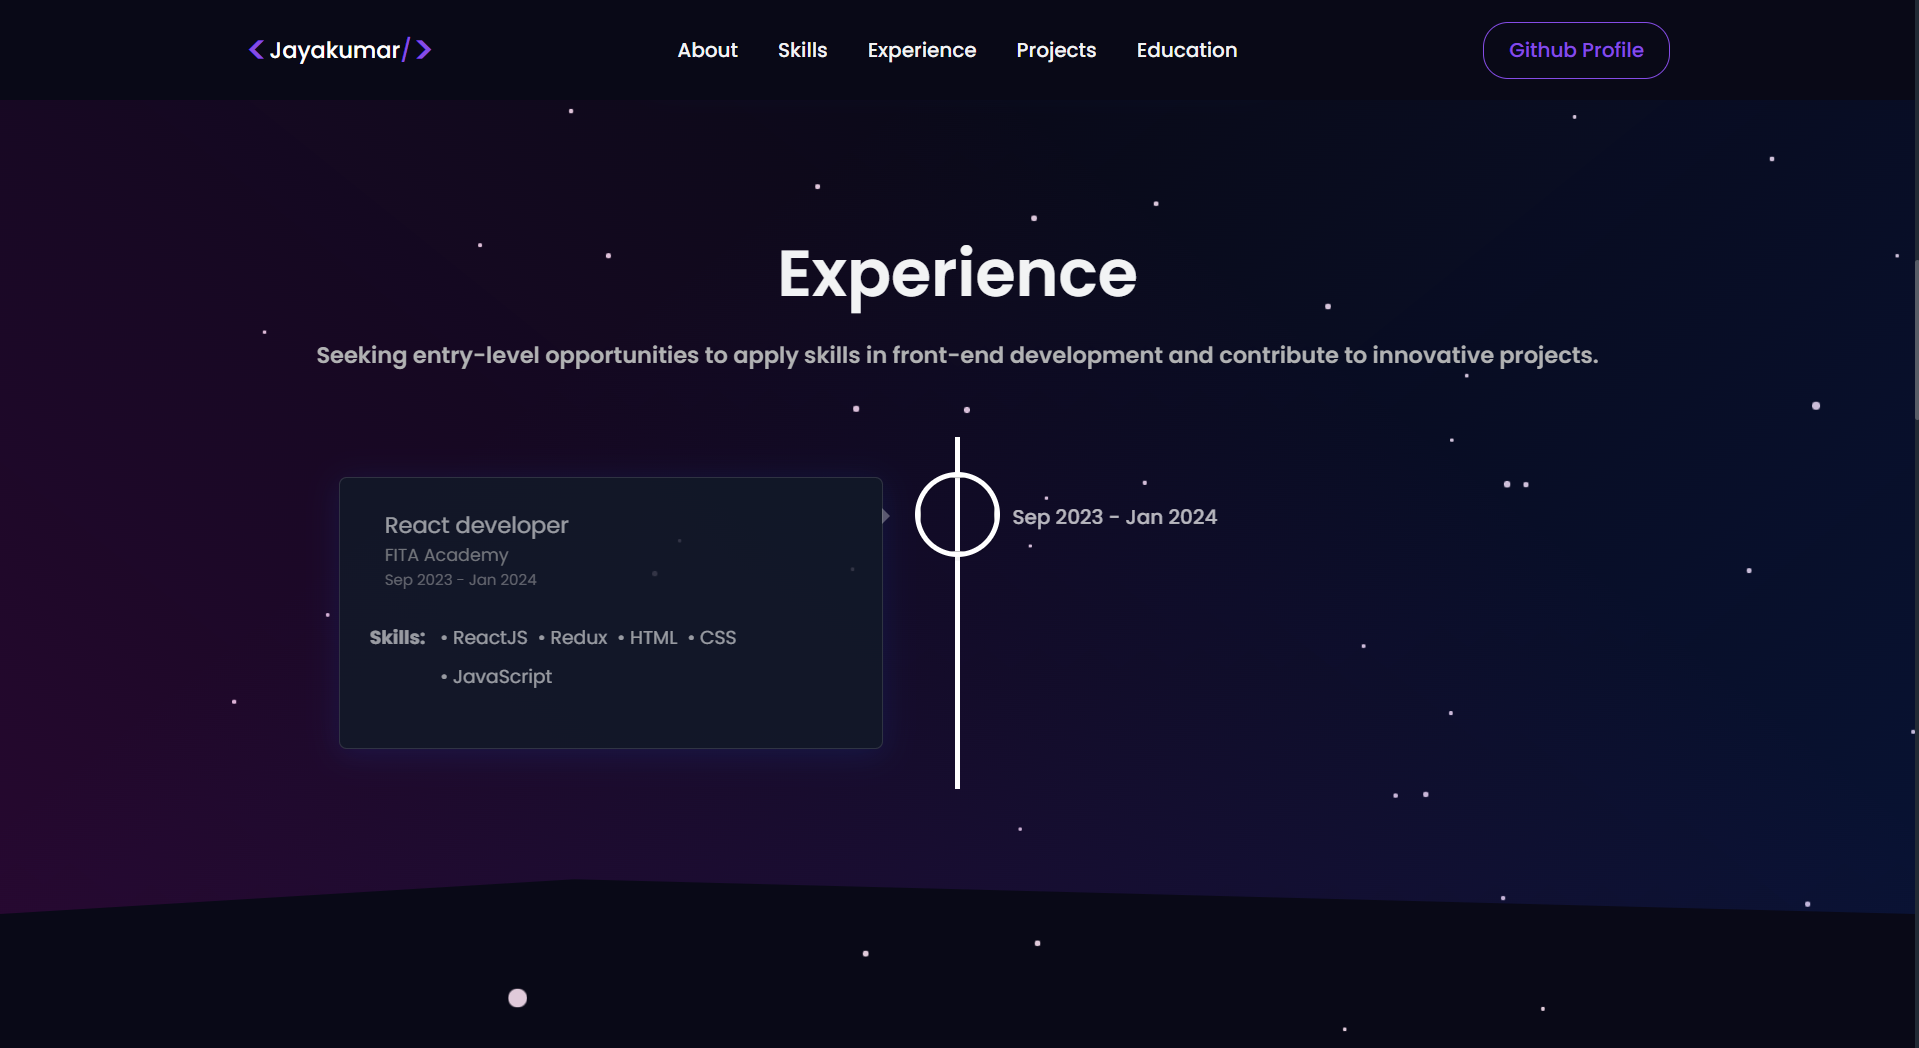 <Jayakumar/>
About Skills Experience Projects Education
Github Profile
Experience
Seeking entry-level opportunities to apply skills in front-end development and contribute to innovative projects.
React developer
FITA Academy
Sep 2023 - Jan 2024
Skills: • ReactJS • Redux • HTML • CSS
• JavaScript
Sep 2023 - Jan 2024